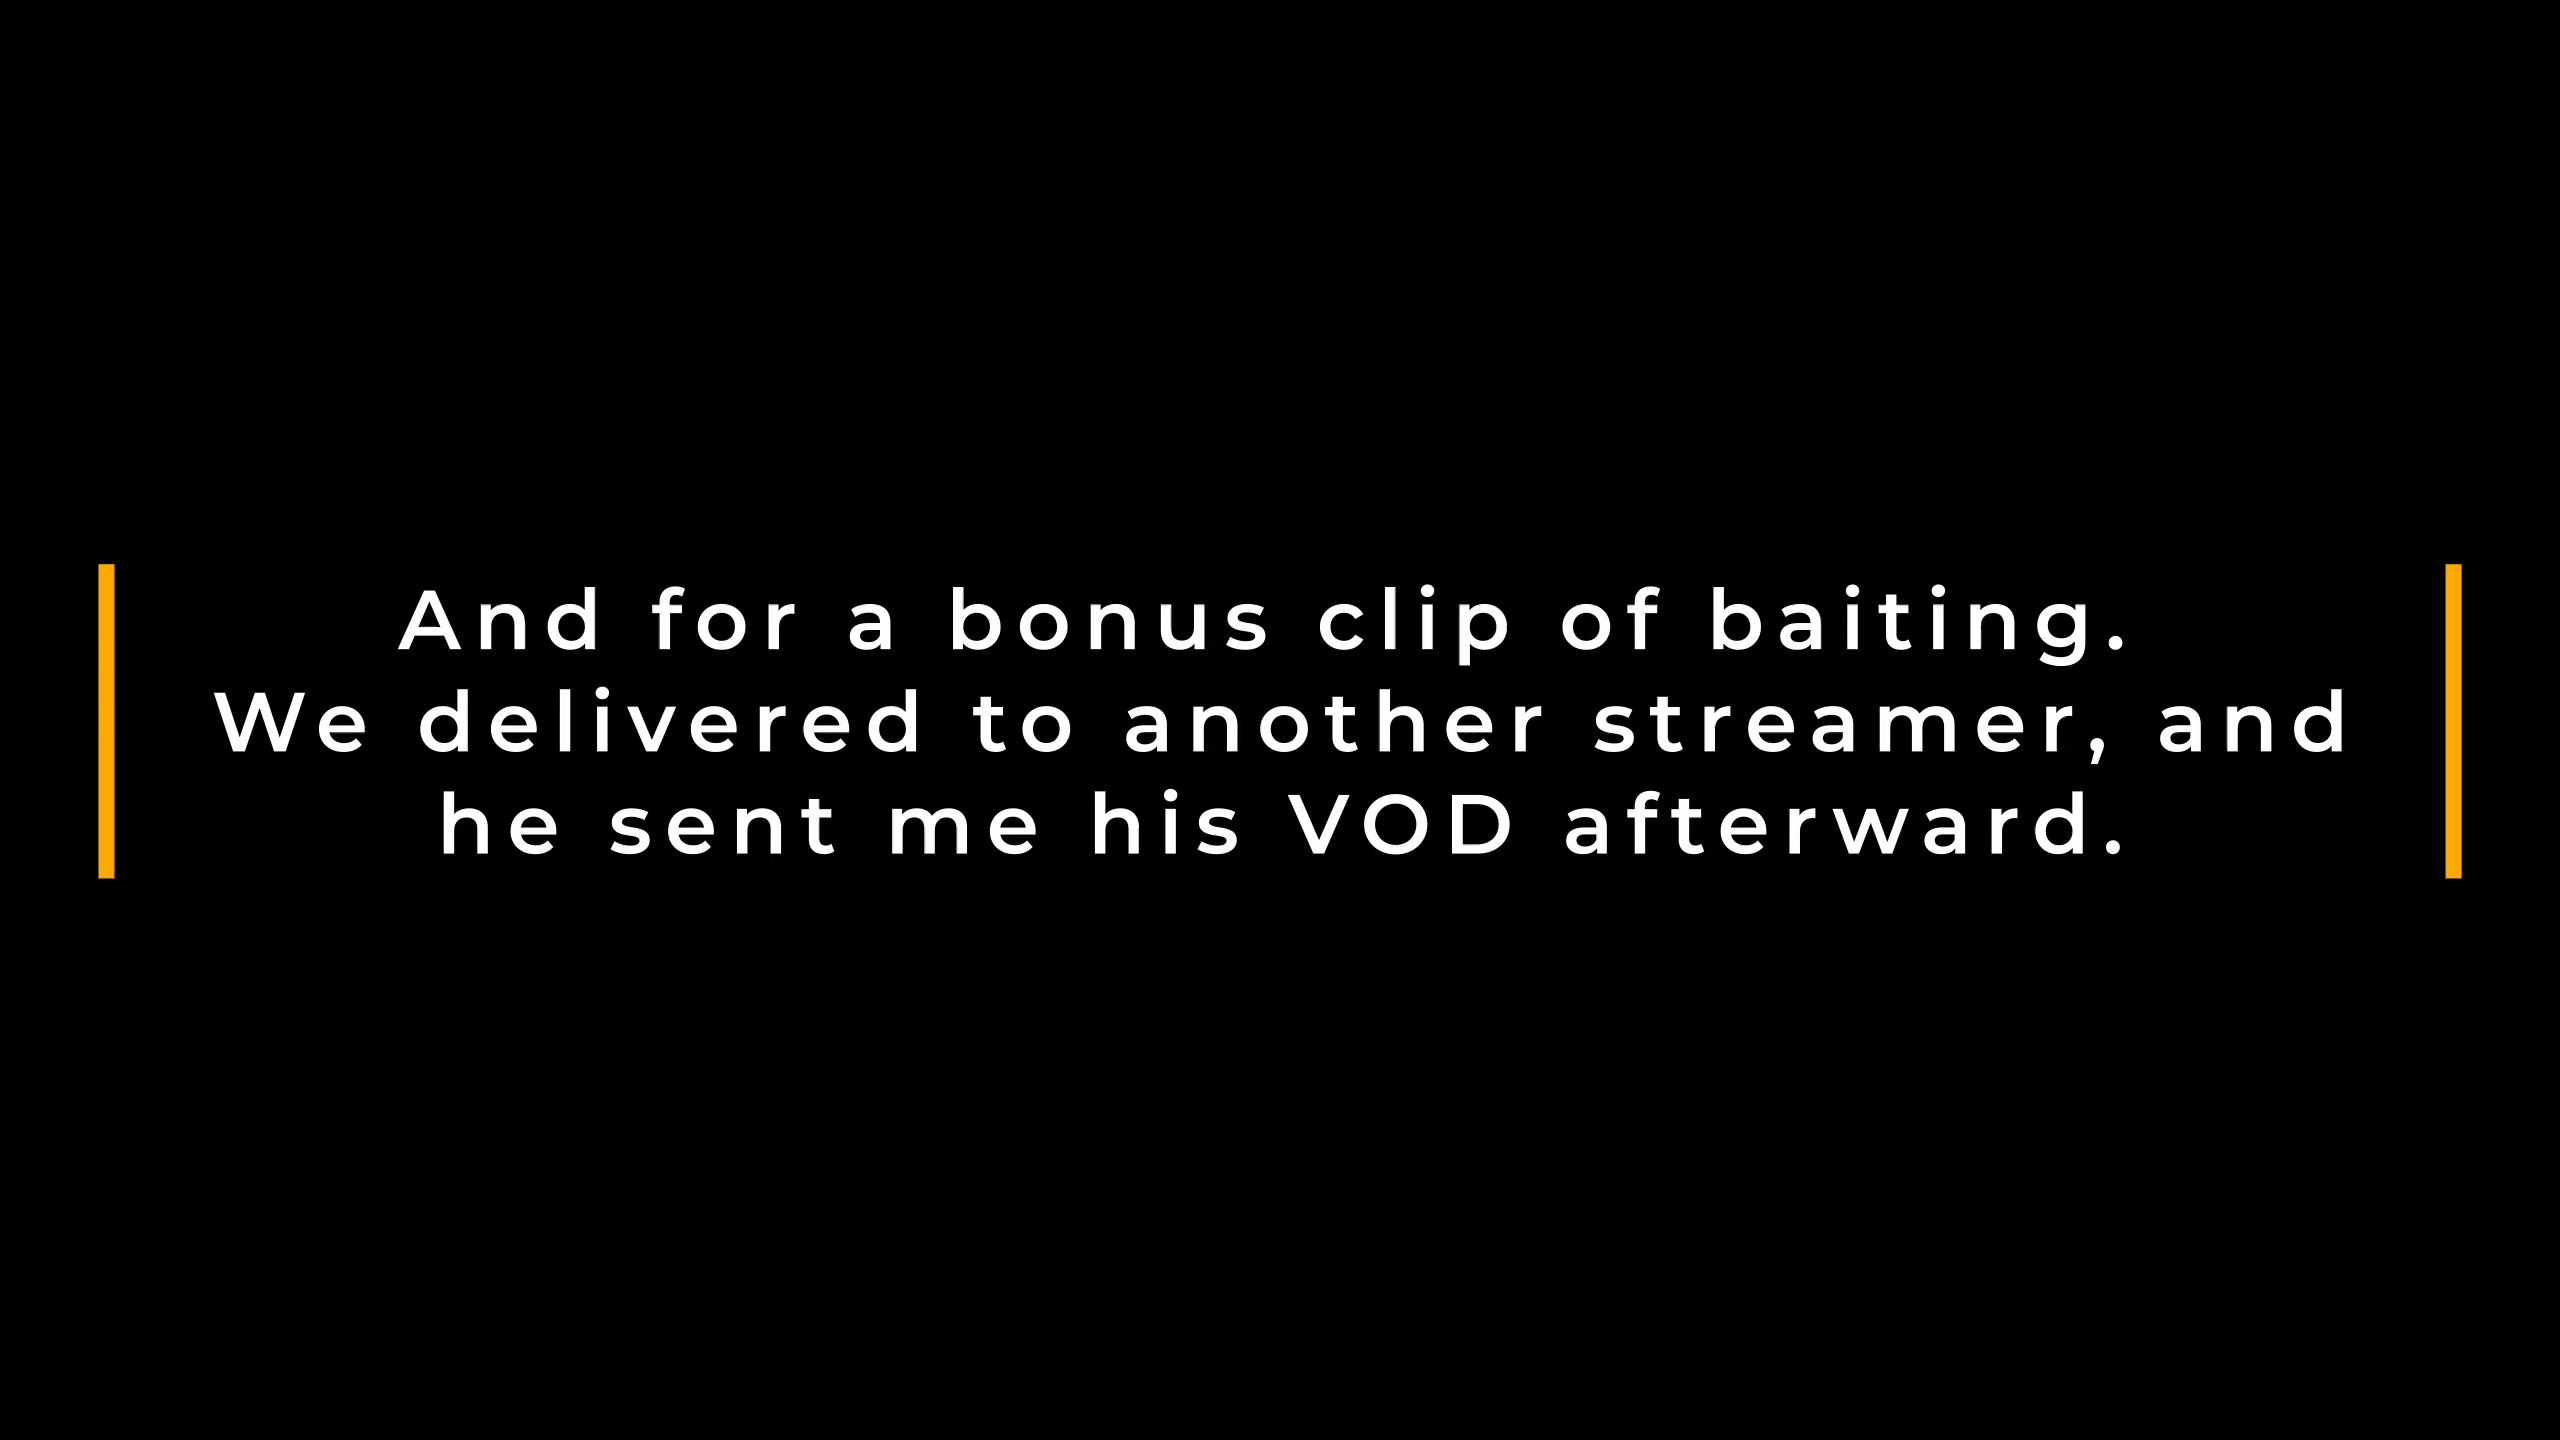 And for a bonus clip of baiting.
We delivered to another streamer, and
he sent me his VOD afterward.